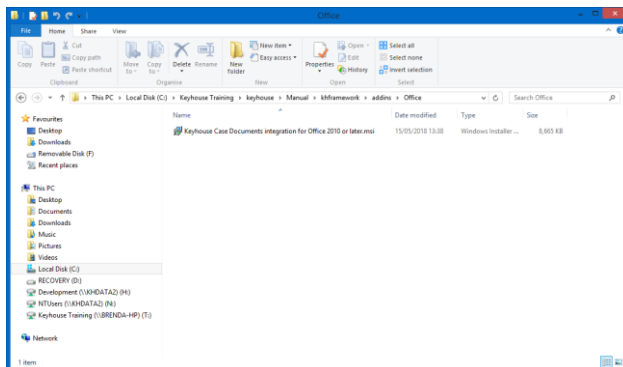 Office
File Home Share View
Copy Paste Cut Copy path Paste shortcut Move to Copy to Delete Rename New folder New item Easy access Properties Open Edit History Select all Select none Invert selection
Clipboard Organise New Open Select
This PC Local Disk (C:) Keyhouse Training keyhouse Manual khframework addins Office Search Office
Name Date modified Type Size
Keyhouse Case Documents integration for Office 2010 or later.msi 15/05/2018 13:38 Windows Installer ... 8,665 KB
Favourites
Desktop
Downloads
Removable Disk (F)
Recent places
This PC
Desktop
Documents
Downloads
Music
Pictures
Videos
Local Disk (C:)
RECOVERY (D:)
Development (\\KHDATA2) (H:)
NTUsers (\\KHDATA2) (N:)
Keyhouse Training (\\BRENDA-HP) (T:)
Network
1 item